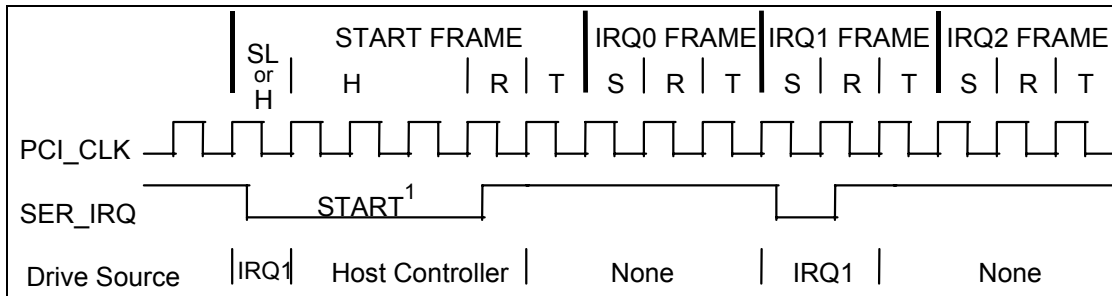 START FRAME IRQ0 FRAME IRQ1 FRAME IRQ2 FRAME
SL
or
H
H R T S R T S R T S R T
PCI_CLK
SER_IRQ START1
Drive Source IRQ1 Host Controller None IRQ1 None